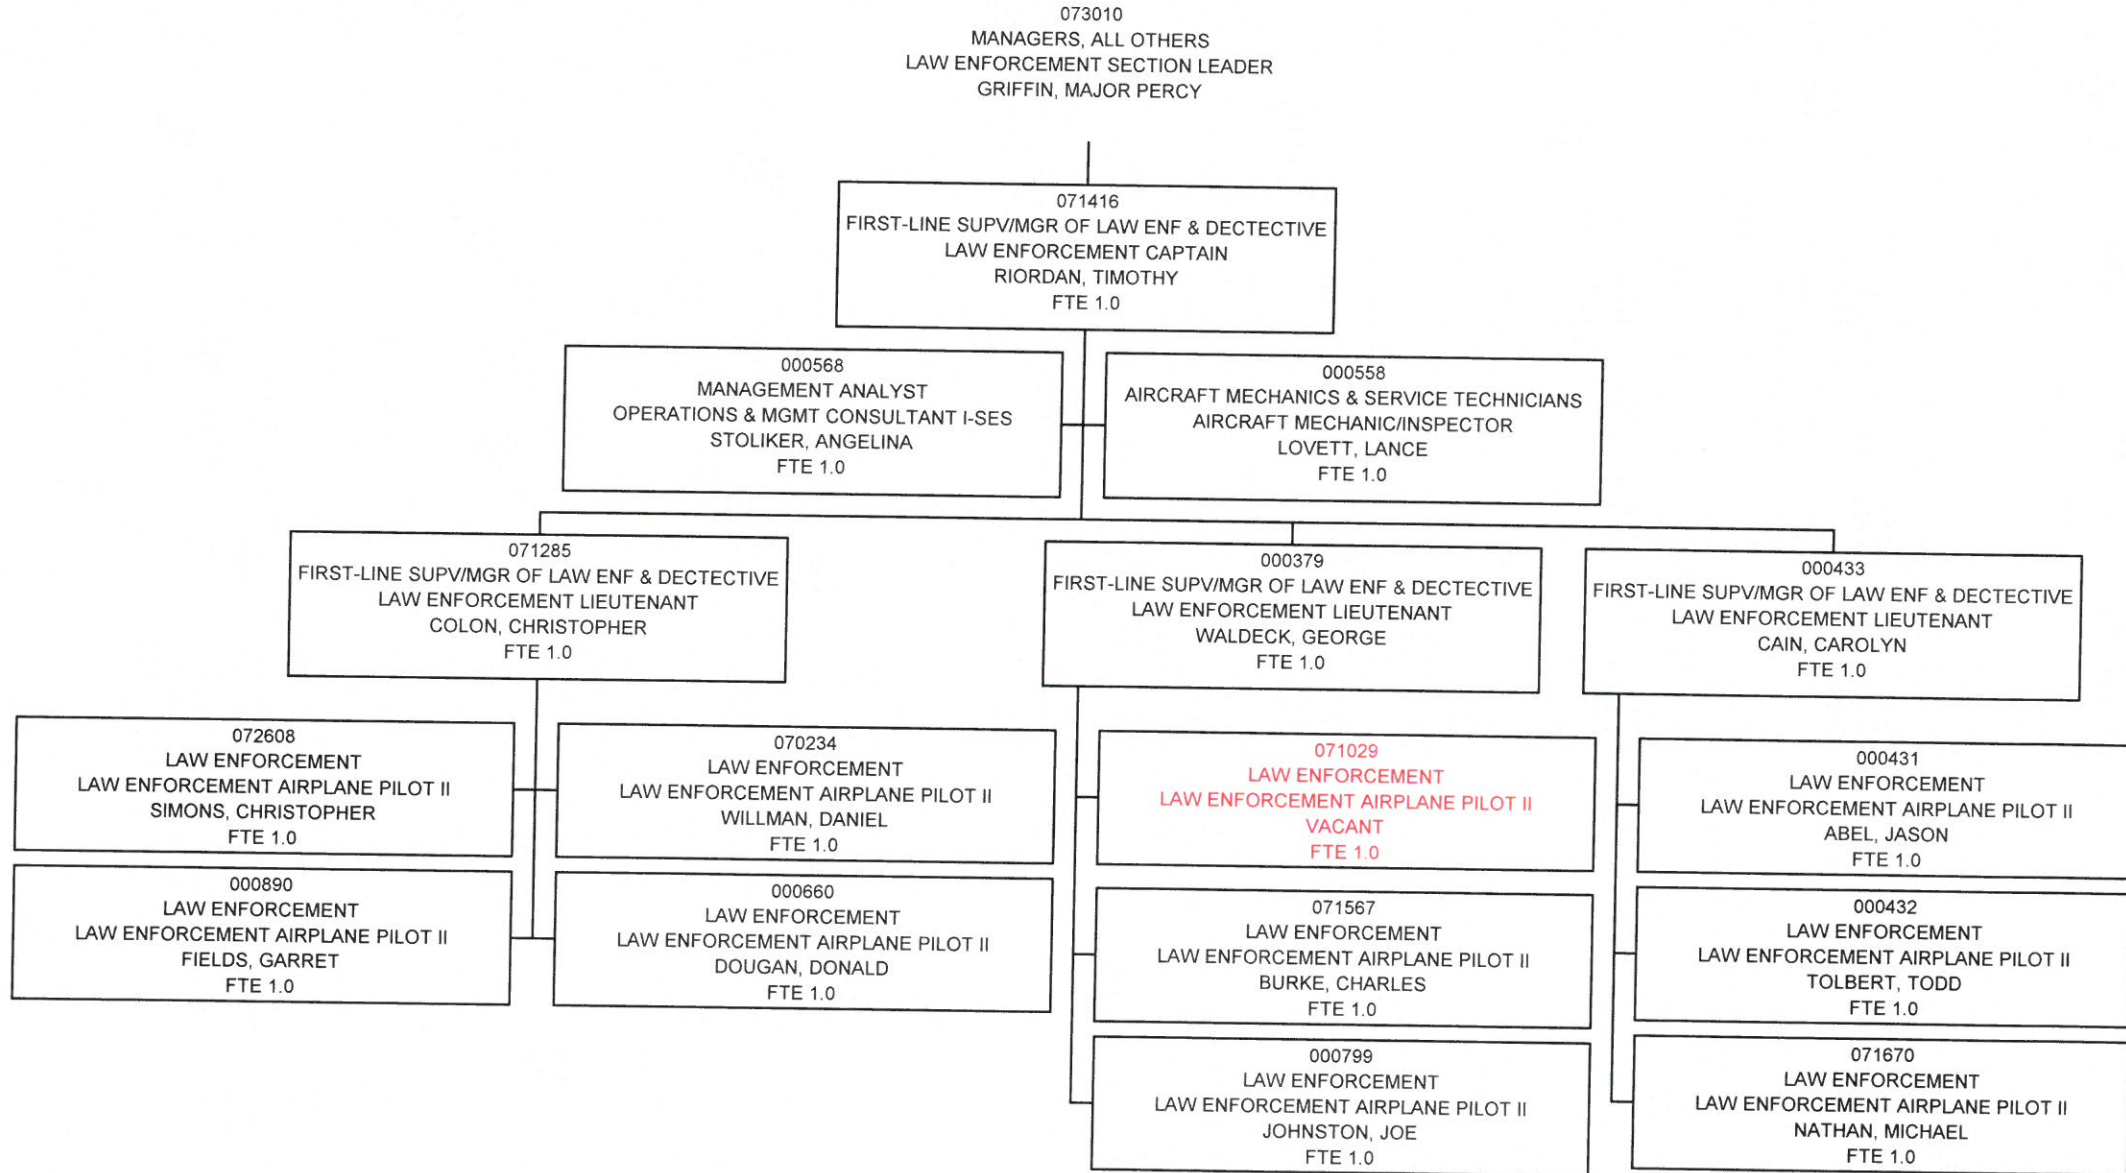 073010
MANAGERS, ALL OTHERS
LAW ENFORCEMENT SECTION LEADER
GRIFFIN, MAJOR PERCY
071416
FIRST-LINE SUPV/MGR OF LAW ENF & DECTECTIVE
LAW ENFORCEMENT CAPTAIN
RIORDAN, TIMOTHY
FTE 1.0
000568
MANAGEMENT ANALYST
OPERATIONS & MGMT CONSULTANT I-SES
STOLIKER, ANGELINA
FTE 1.0
000558
AIRCRAFT MECHANICS & SERVICE TECHNICIANS
AIRCRAFT MECHANIC/INSPECTOR
LOVETT, LANCE
FTE 1.0
071285
FIRST-LINE SUPV/MGR OF LAW ENF & DECTECTIVE
LAW ENFORCEMENT LIEUTENANT
COLON, CHRISTOPHER
FTE 1.0
000379
FIRST-LINE SUPV/MGR OF LAW ENF & DECTECTIVE
LAW ENFORCEMENT LIEUTENANT
WALDECK, GEORGE
FTE 1.0
000433
FIRST-LINE SUPV/MGR OF LAW ENF & DECTECTIVE
LAW ENFORCEMENT LIEUTENANT
CAIN, CAROLYN
FTE 1.0
072608
LAW ENFORCEMENT
LAW ENFORCEMENT AIRPLANE PILOT II
SIMONS, CHRISTOPHER
FTE 1.0
070234
LAW ENFORCEMENT
LAW ENFORCEMENT AIRPLANE PILOT II
WILLMAN, DANIEL
FTE 1.0
071029
LAW ENFORCEMENT
LAW ENFORCEMENT AIRPLANE PILOT II
VACANT
FTE 1.0
000431
LAW ENFORCEMENT
LAW ENFORCEMENT AIRPLANE PILOT II
ABEL, JASON
FTE 1.0
000890
LAW ENFORCEMENT
LAW ENFORCEMENT AIRPLANE PILOT II
FIELDS, GARRET
FTE 1.0
000660
LAW ENFORCEMENT
LAW ENFORCEMENT AIRPLANE PILOT II
DOUGAN, DONALD
FTE 1.0
071567
LAW ENFORCEMENT
LAW ENFORCEMENT AIRPLANE PILOT II
BURKE, CHARLES
FTE 1.0
000432
LAW ENFORCEMENT
LAW ENFORCEMENT AIRPLANE PILOT II
TOLBERT, TODD
FTE 1.0
000799
LAW ENFORCEMENT
LAW ENFORCEMENT AIRPLANE PILOT II
JOHNSTON, JOE
FTE 1.0
071670
LAW ENFORCEMENT
LAW ENFORCEMENT AIRPLANE PILOT II
NATHAN, MICHAEL
FTE 1.0